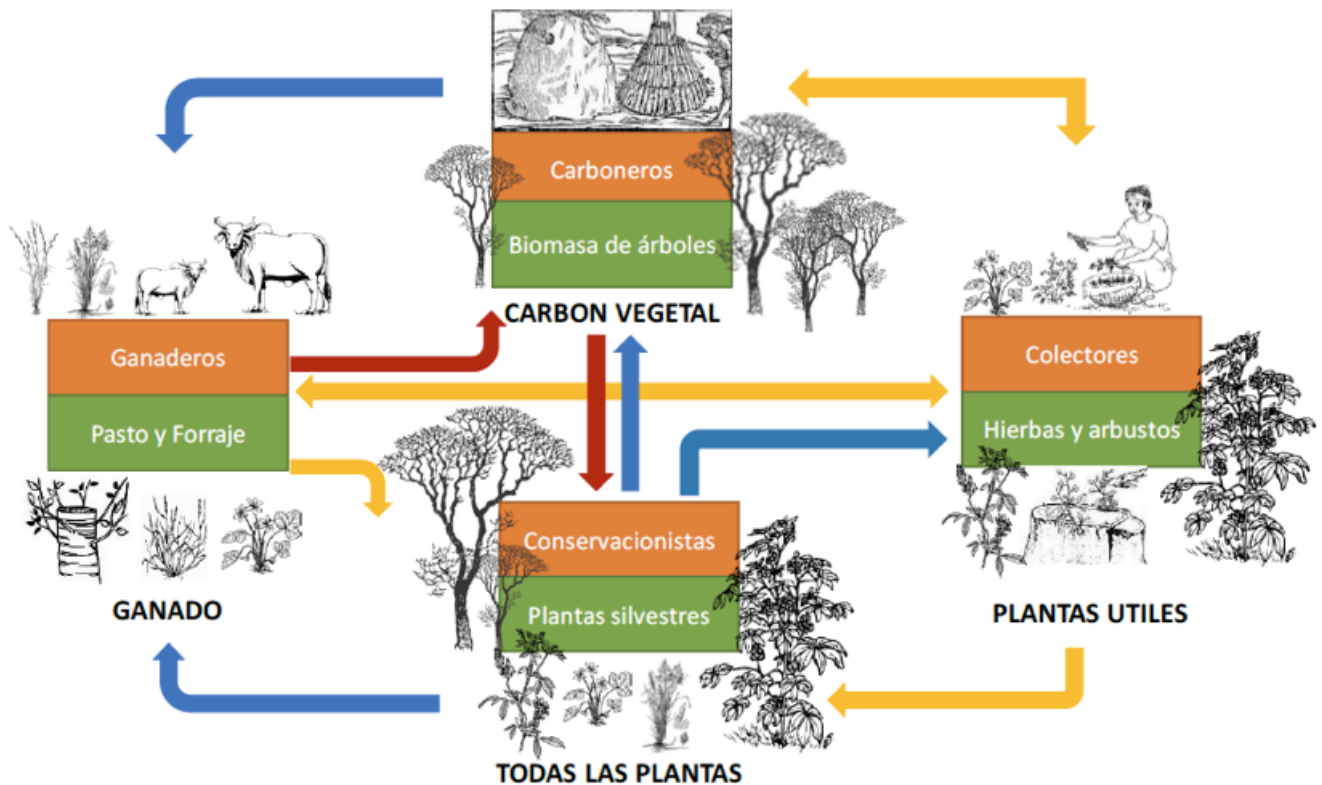 Carboneros
Biomasa de árboles
CARBON VEGETAL
Ganaderos
Pasto y Forraje
GANADO
Colectores
Hierbas y arbustos
PLANTAS UTILES
Conservacionistas
Plantas silvestres
TODAS LAS PLANTAS